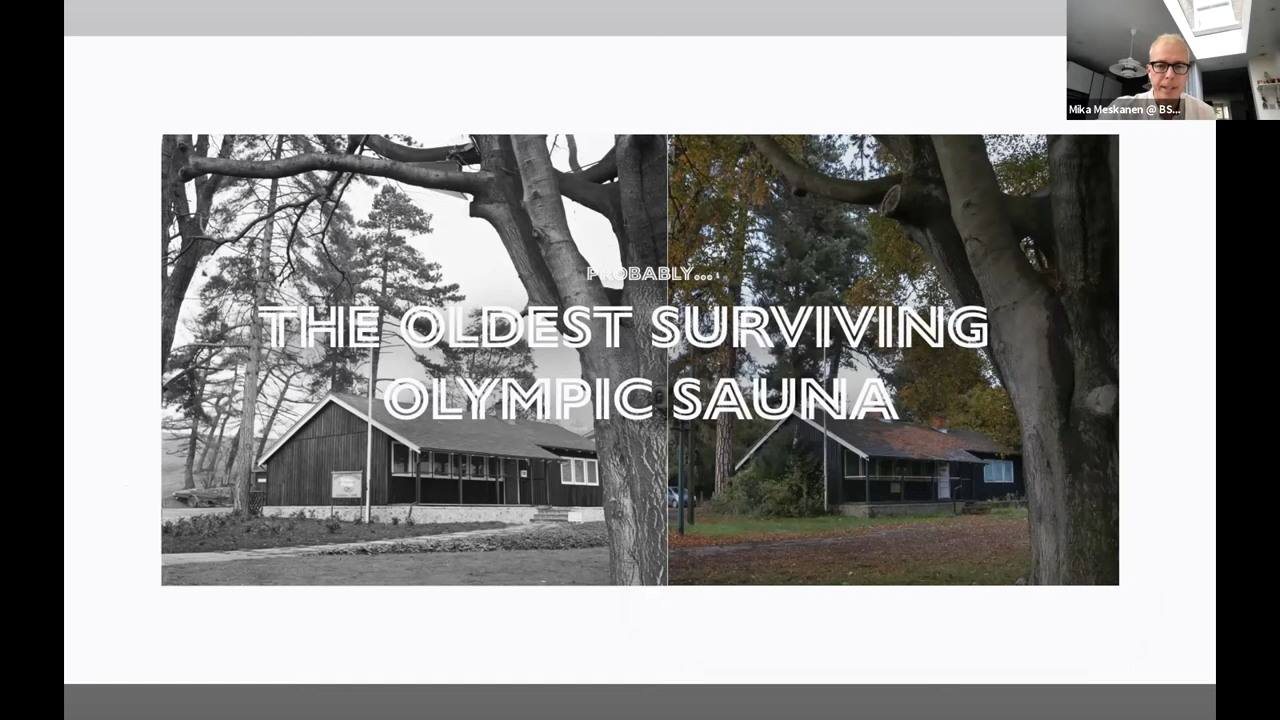 Mika Meskanen @ BS...
PROBABLY...
THE OLDEST SURVIVING
OLYMPIC SAUNA